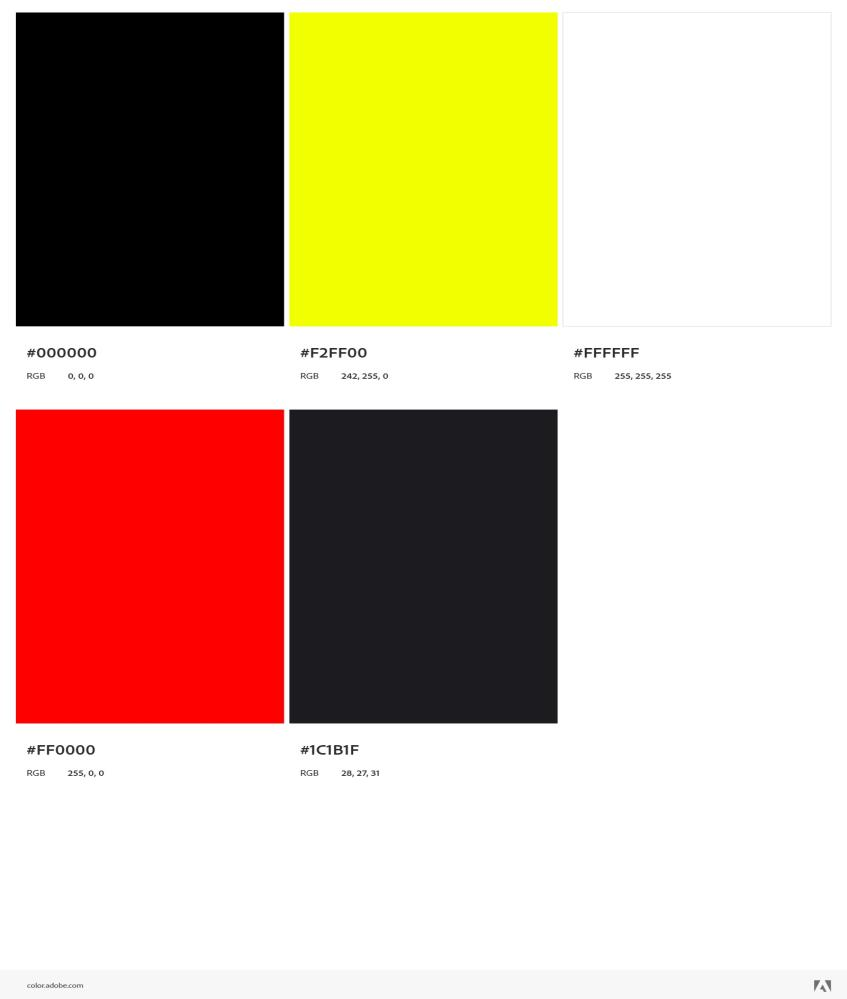 #000000 #F2FF00 #FFFFFF
RGB 0, 0, 0 RGB 242, 255, 0 RGB 255, 255, 255
#FF0000 #1C1B1F
RGB 255, 0, 0 RGB 28, 27, 31
color.adobe.com